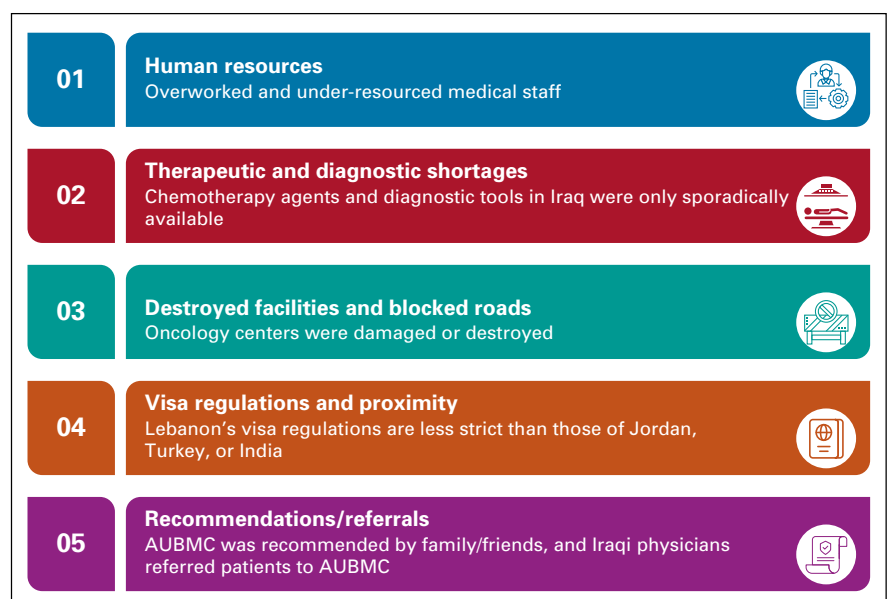 01
Human resources
Overworked and under-resourced medical staff
02
Therapeutic and diagnostic shortages
Chemotherapy agents and diagnostic tools in Iraq were only sporadically
available
03
Destroyed facilities and blocked roads
Oncology centers were damaged or destroyed
04
Visa regulations and proximity
Lebanon's visa regulations are less strict than those of Jordan,
Turkey, or India
05
Recommendations/referrals
AUBMC was recommended by family/friends, and Iraqi physicians
referred patients to AUBMC